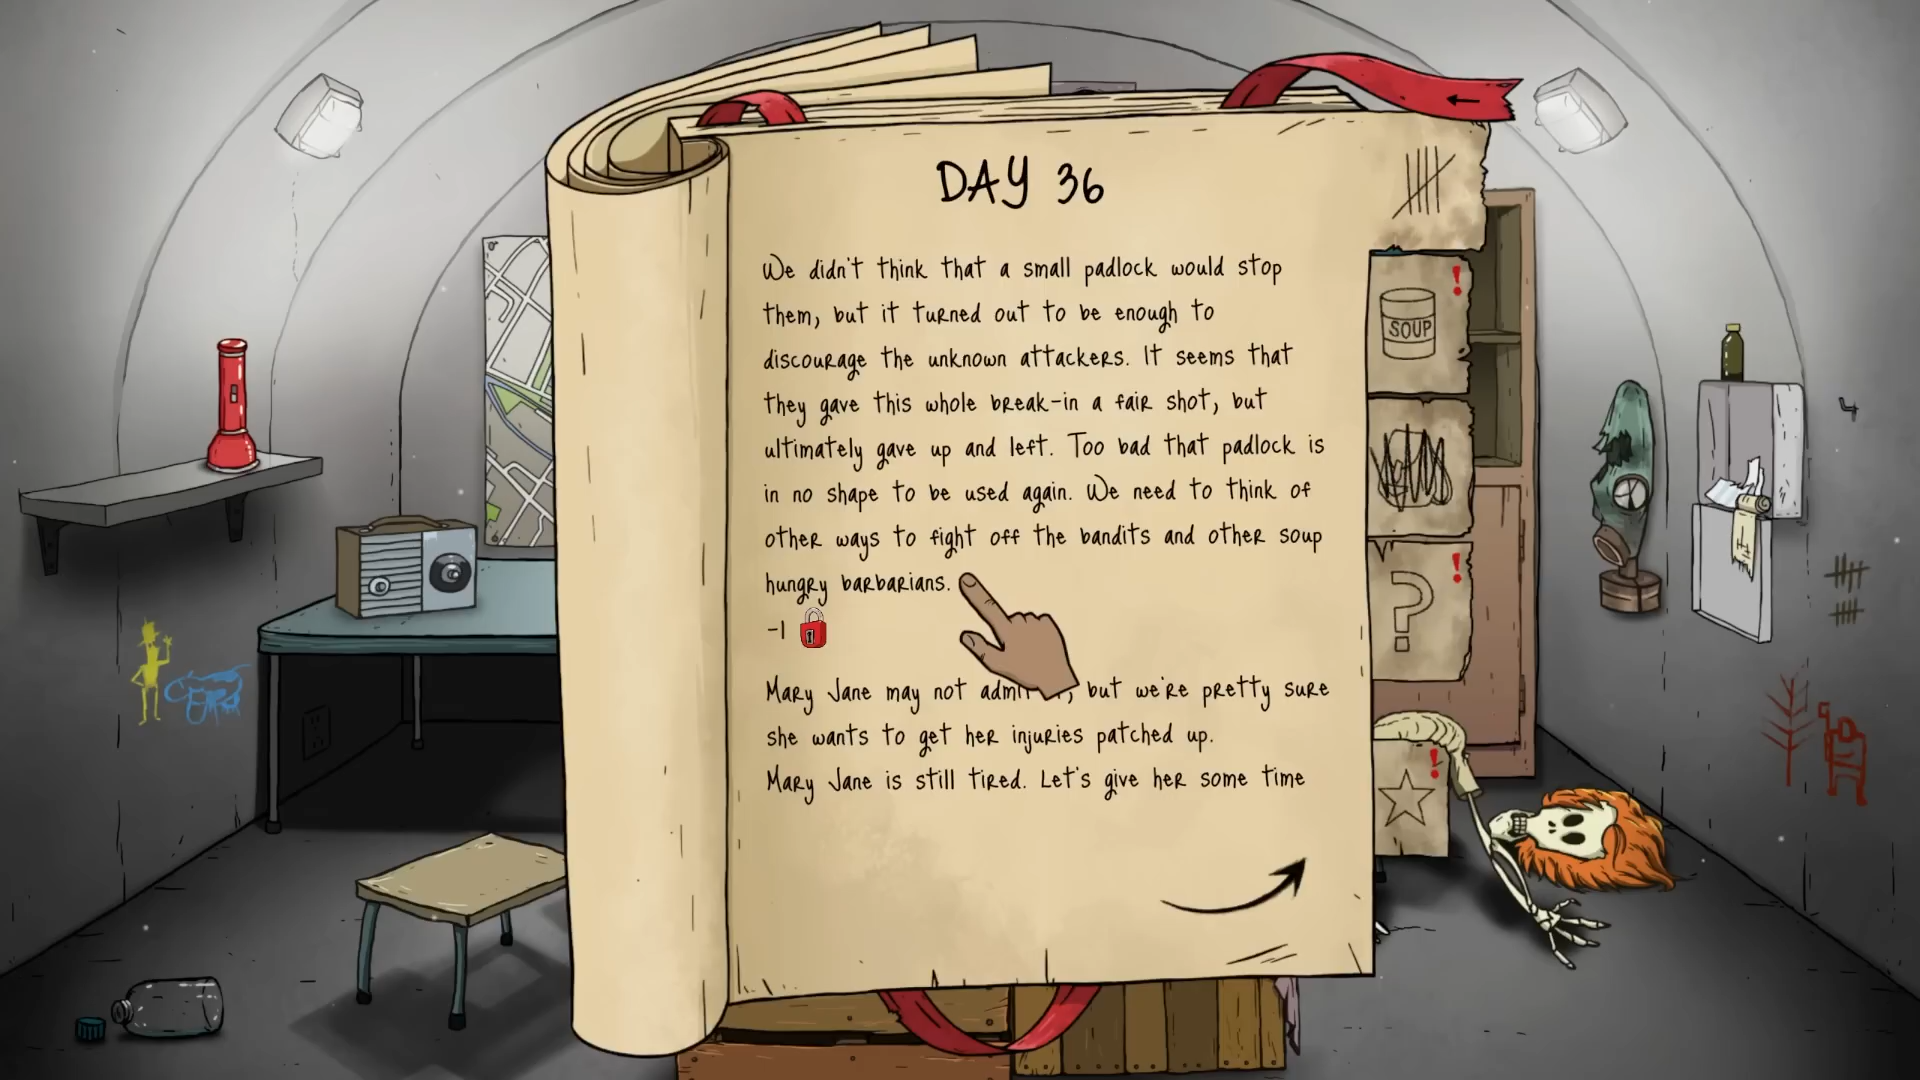 DAY 36
We didn't think that a small padlock would stop
them, but it turned out to be enough to
discourage the unknown attackers. It seems that
they gave this whole break-in a fair shot, but
ultimately gave up and left. Too bad that padlock is
in no shape to be used again. We need to think of
other ways to fight off the bandits and other soup
hungry barbarians.
-1
Mary Jane may not admit, but we're pretty sure
she wants to get her injuries patched up.
Mary Jane is still tired. Let's give her some time
!
SOUP
!
?
!